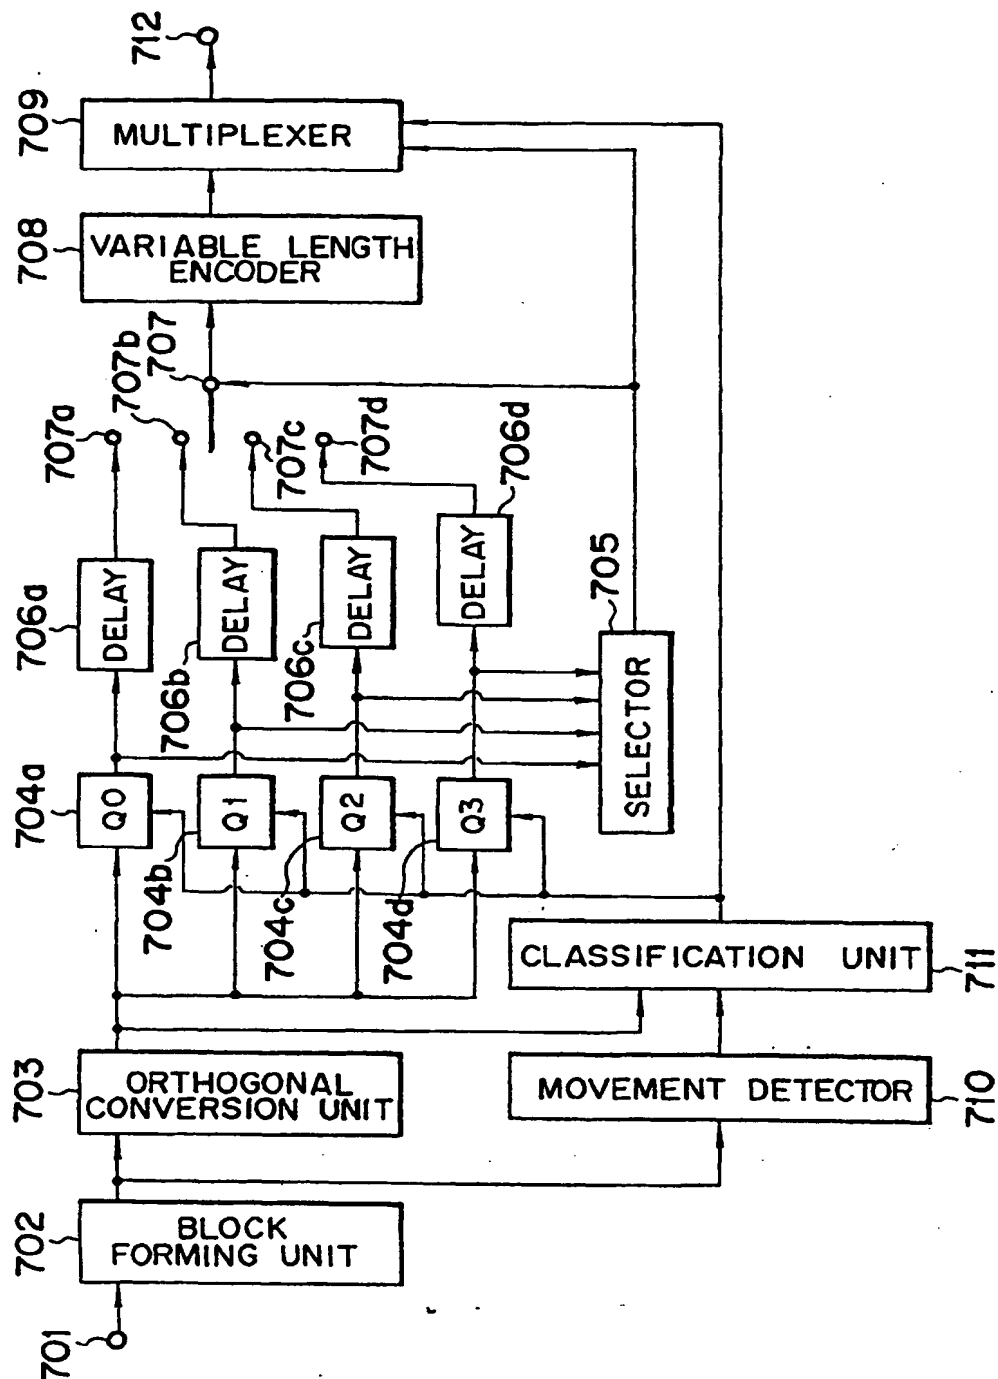 701
702
BLOCK
FORMING UNIT
703
ORTHOGONAL
CONVERSION UNIT
704a
Q0
704b
Q1
704c
Q2
704d
Q3
706a
DELAY
706b
DELAY
706c
DELAY
706d
DELAY
705
SELECTOR
707a
707b
707
707c
707d
708
VARIABLE LENGTH
ENCODER
709
MULTIPLEXER
712
710
MOVEMENT DETECTOR
711
CLASSIFICATION UNIT